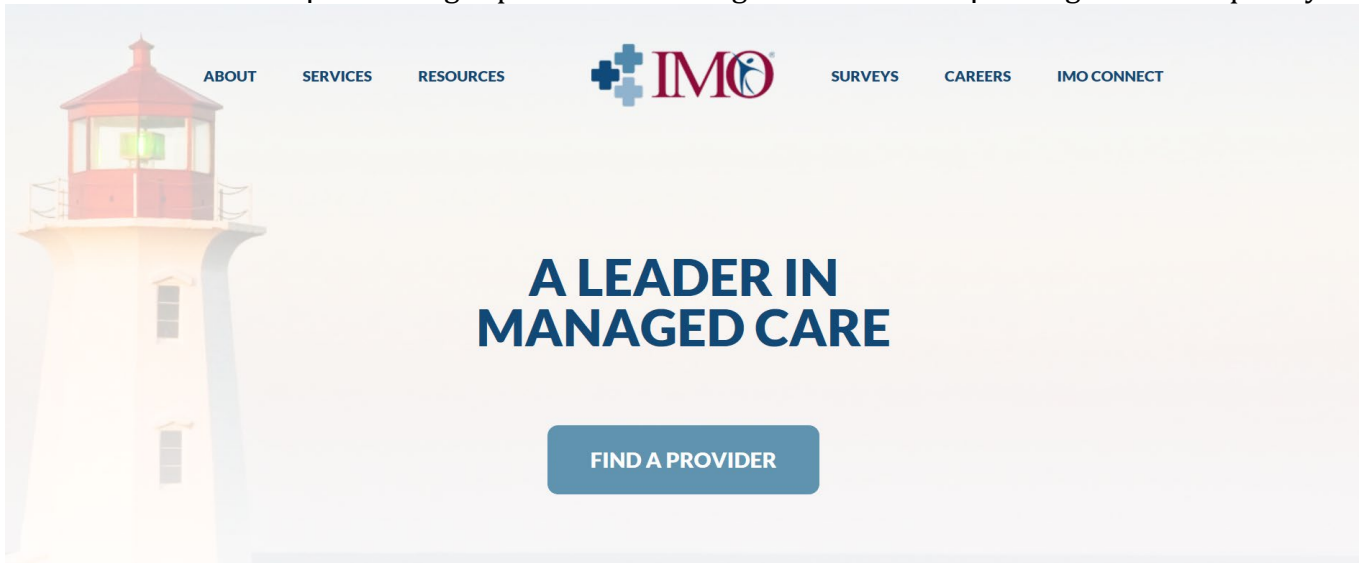 ABOUT SERVICES RESOURCES IMO® SURVEYS CAREERS IMO CONNECT
A LEADER IN
MANAGED CARE
FIND A PROVIDER